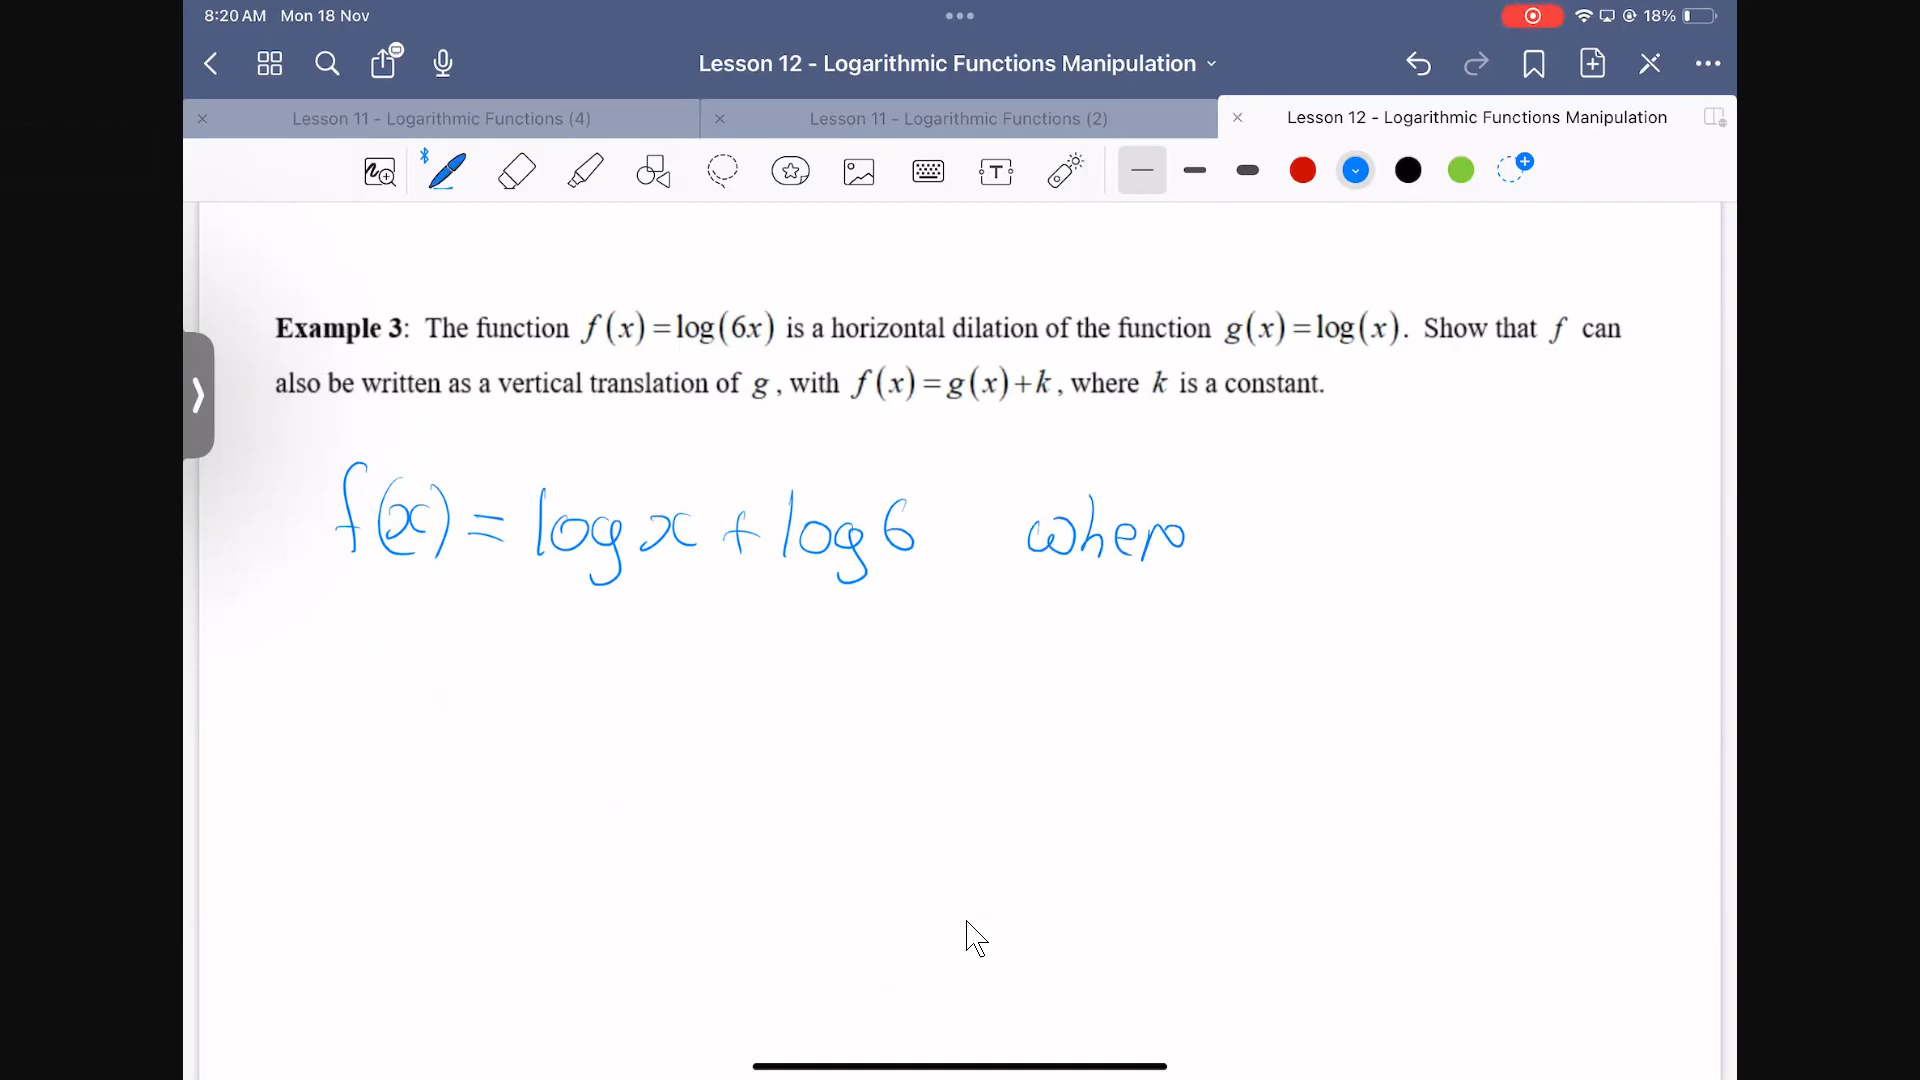 8:20 AM Mon 18 Nov 18%
Lesson 12 - Logarithmic Functions Manipulation
Lesson 11 - Logarithmic Functions (4) Lesson 11 - Logarithmic Functions (2) Lesson 12 - Logarithmic Functions Manipulation
T
Example 3: The function f(x)=log(6x) is a horizontal dilation of the function g(x)=log(x). Show that f can
also be written as a vertical translation of g, with f(x)=g(x)+k, where k is a constant.
f(x) = log x + log 6 wher